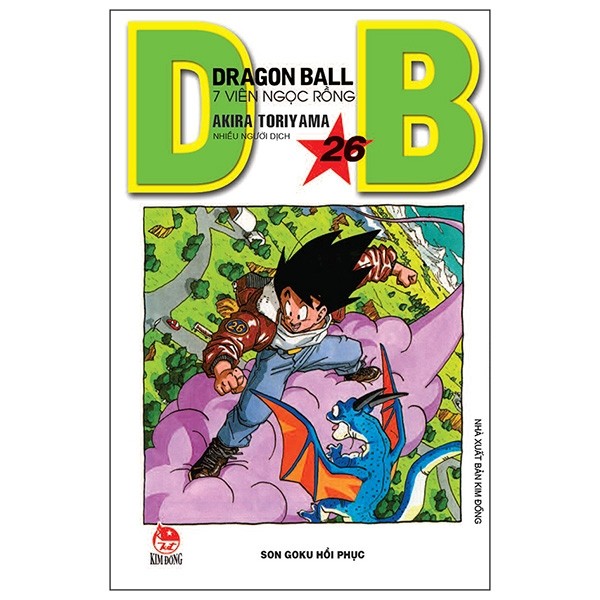 D B
DRAGON BALL
7 VIÊN NGỌC RỒNG
AKIRA TORIYAMA
NHIỀU NGƯỜI DỊCH
26
26
NHÀ XUẤT BẢN KIM ĐỒNG
KIM ĐỒNG
SON GOKU HỒI PHỤC